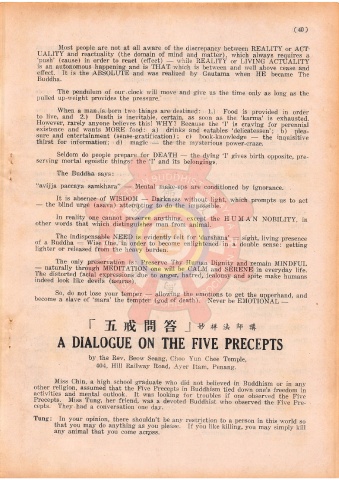 (40)
Most people are not at all aware of the discrepancy between REALITY or ACT-
UALITY and reactuality (the domain of mind and matter), which always requires a
'push' (cause) in order to reset (effect) — while REALITY or LIVING ACTUALITY
is an autonomous happening and is THAT which is between and well above cause and
effect. It is the ABSOLUTE and was realized by Gautama when HE became The
Buddha.
The pendulum of our clock will move and give us the time only as long as the
pulled up-weight provides the pressure.
When a man is born two things are destined: 1.) Food is provided in order
to live, and 2.) Death is inevitable, certain, as soon as the 'karma' is exhausted.
However, rarely anyone believes this! WHY? Because the 'I' is craving for perennial
existence and wants MORE food: a) drinks and eatables 'delicatessen'; b) plea-
sure and entertainment (sense-gratification); c) book-knowledge — the inquisitive
thirst for information; d) magic — the the mysterious power-craze.
Seldom do people prepare for DEATH — the dying 'I' gives birth opposite, pre-
serving mental egoistic things: the 'I' and its belongings.
The Buddha says:
"avijja paccaya samkhara" — Mental make-ups are conditioned by ignorance.
It is absence of WISDOM — Darkness without light, which prompts us to act
— the blind urge (asava) attempting to do the impossible.
In reality one cannot preserve anything, except the HUMAN NOBILITY, in
other words that which distinguishes man from animal.
The indispensable NEED is evidently felt for 'Darshana' — sight, living presence
of a Buddha — Wise One, in order to become enlightened in a double sense: getting
lighter or released from the heavy burden.
The only preservation is: Preserve The Human Dignity and remain MINDFUL
— naturally through MEDITATION one will be CALM and SERENE in everyday life.
The distorted facial expressions due to anger, hatred, jealousy and spite make humans
indeed look like devils (asuras).
So, do not lose your temper — allowing the emotions to get the upperhand, and
become a slave of 'mara' the tempter (god of death). Never be EMOTIONAL —
「五戒問答」 妙祥法師講
A DIALOGUE ON THE FIVE PRECEPTS
by the Rev. Beow Seang, Choo Yun Chee Temple,
404, Hill Railway Road, Ayer Itam, Penang.
Miss Chin, a high school graduate who did not believed in Buddhism or in any
other religion, assumed that the Five Precepts in Buddhism tied down one's freedom in
activities and mental outlook. It was looking for troubles if one observed the Five
Precepts. Miss Tung, her friend, was a devoted Buddhist who observed the Five Pre-
cepts. They had a conversation one day.
Tung: In your opinion, there shouldn't be any restriction to a person in this world so
that you may do anything as you please. If you like killing, you may simply kill
any animal that you come across.